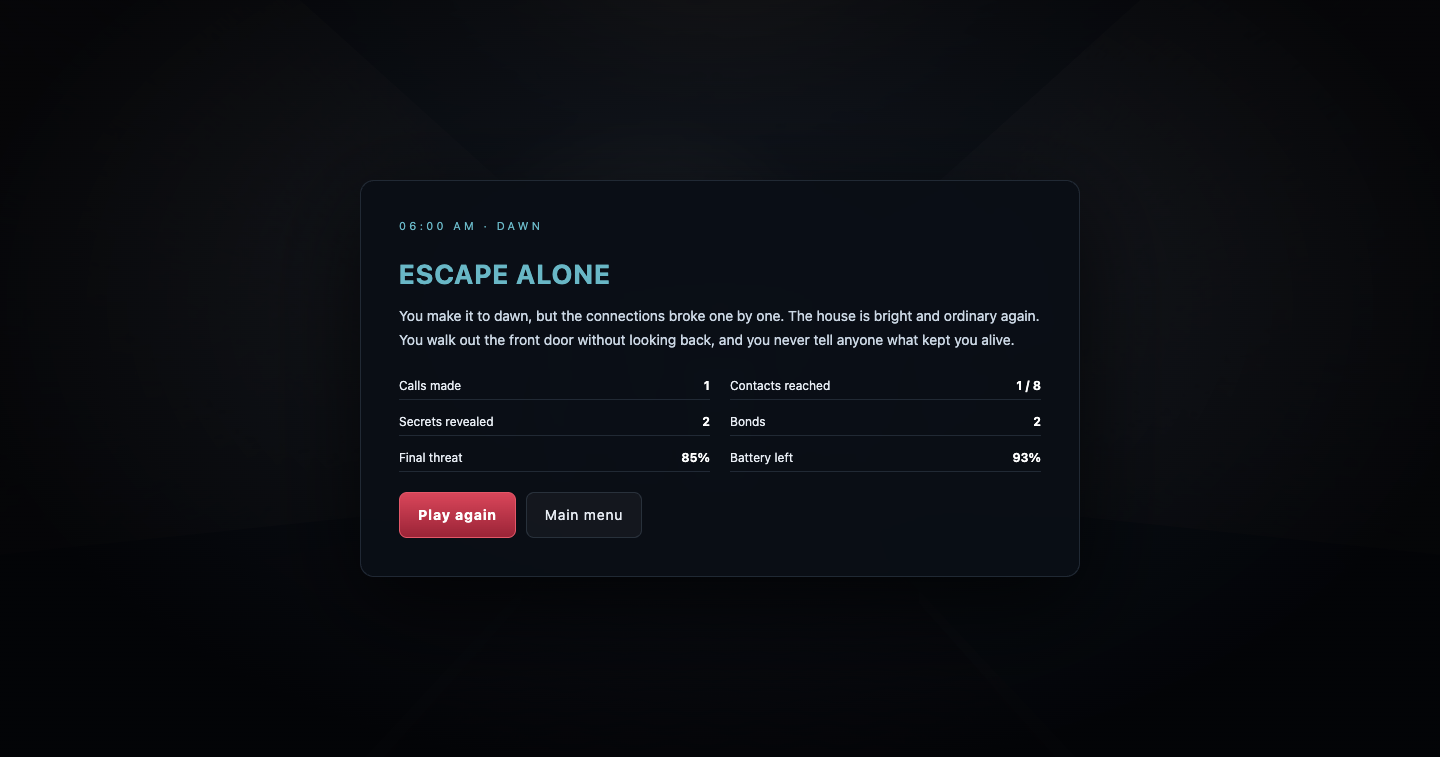 06:00 AM · DAWN
ESCAPE ALONE
You make it to dawn, but the connections broke one by one. The house is bright and ordinary again.
You walk out the front door without looking back, and you never tell anyone what kept you alive.
Calls made 1 Contacts reached 1 / 8
Secrets revealed 2 Bonds 2
Final threat 85% Battery left 93%
Play again Main menu